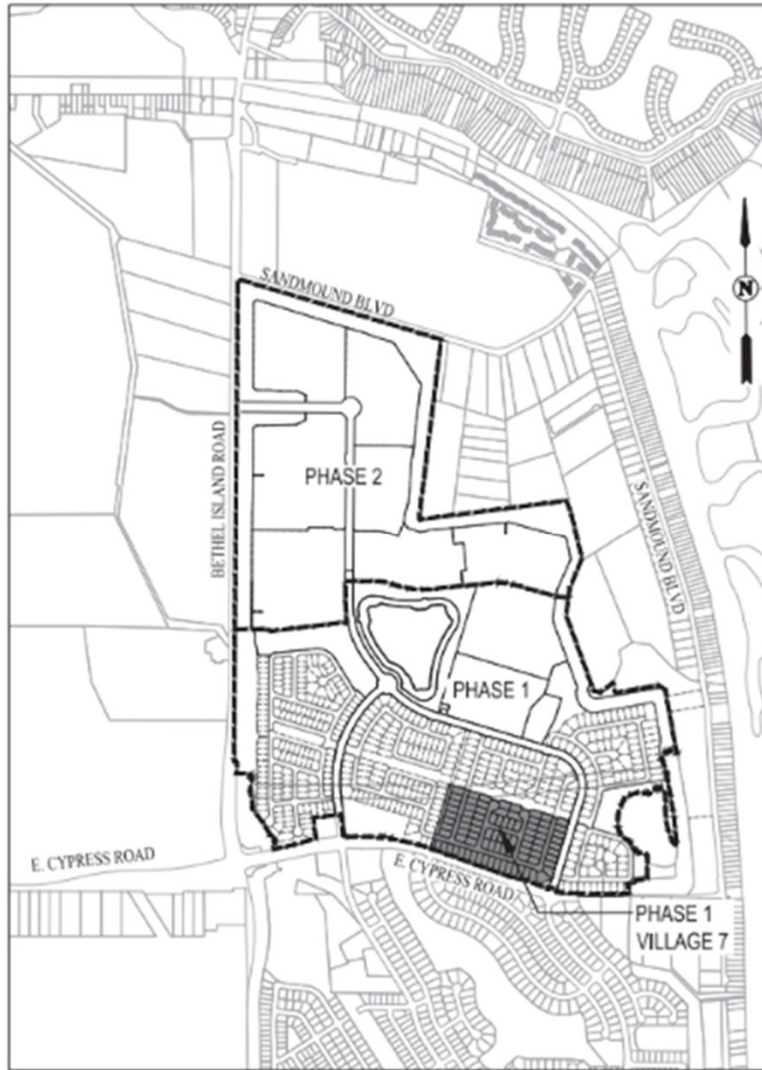 SANDMOUND BLVD
N
BETHEL ISLAND ROAD
PHASE 2
SANDMOUND BLVD
PHASE 1
E. CYPRESS ROAD
E. CYPRESS ROAD
PHASE 1
VILLAGE 7